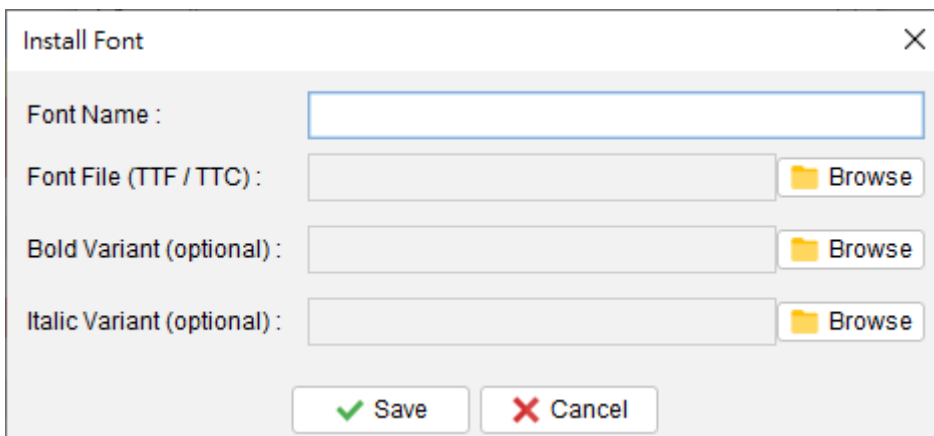 Install Font
Font Name :
Font File (TTF / TTC) : Browse
Bold Variant (optional) : Browse
Italic Variant (optional) : Browse
Save Cancel